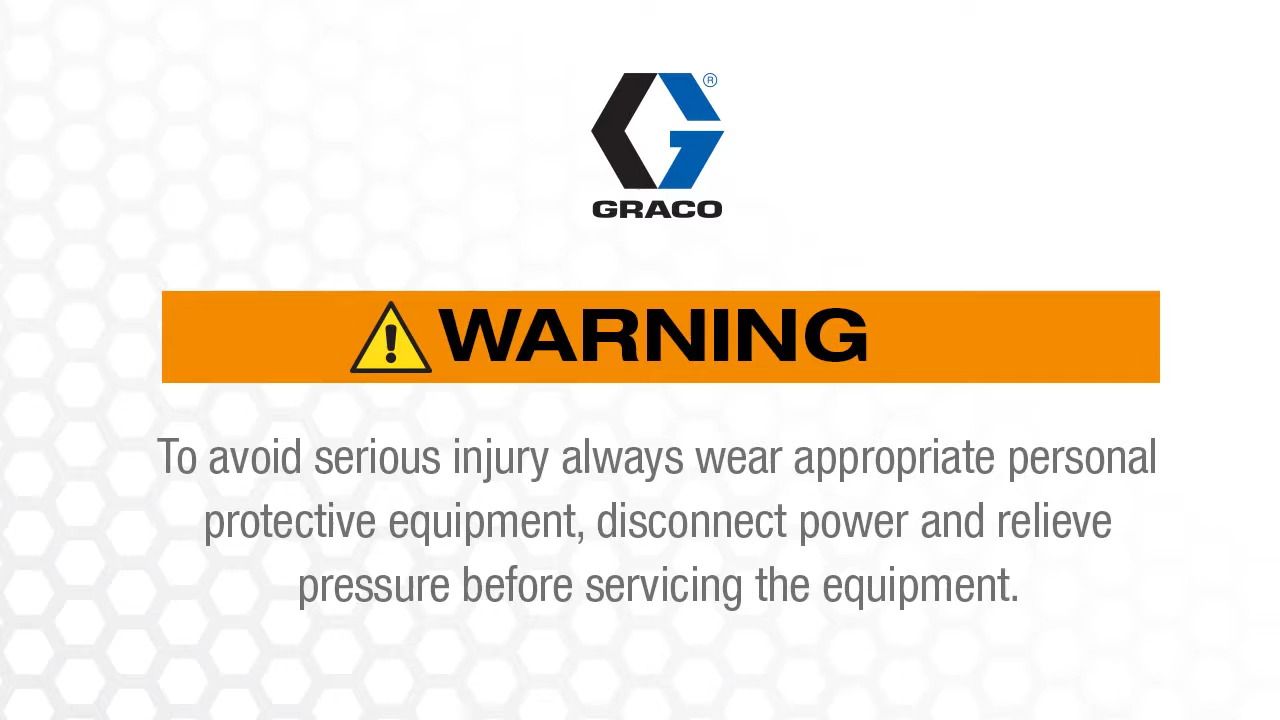 ®
GRACO
WARNING
To avoid serious injury always wear appropriate personal
protective equipment, disconnect power and relieve
pressure before servicing the equipment.